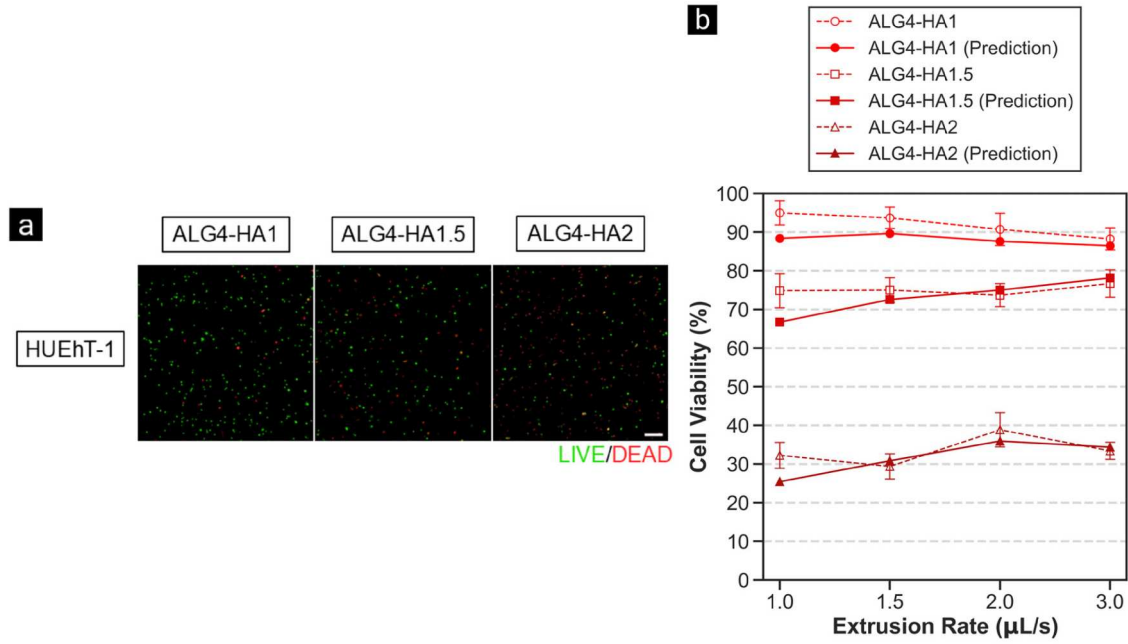 a
ALG4-HA1
ALG4-HA1.5
ALG4-HA2
HUEhT-1
LIVE/DEAD
b
ALG4-HA1
ALG4-HA1 (Prediction)
ALG4-HA1.5
ALG4-HA1.5 (Prediction)
ALG4-HA2
ALG4-HA2 (Prediction)
Cell Viability (%)
100
90
80
70
60
50
40
30
20
10
0
1.0 1.5 2.0 3.0
Extrusion Rate (µL/s)